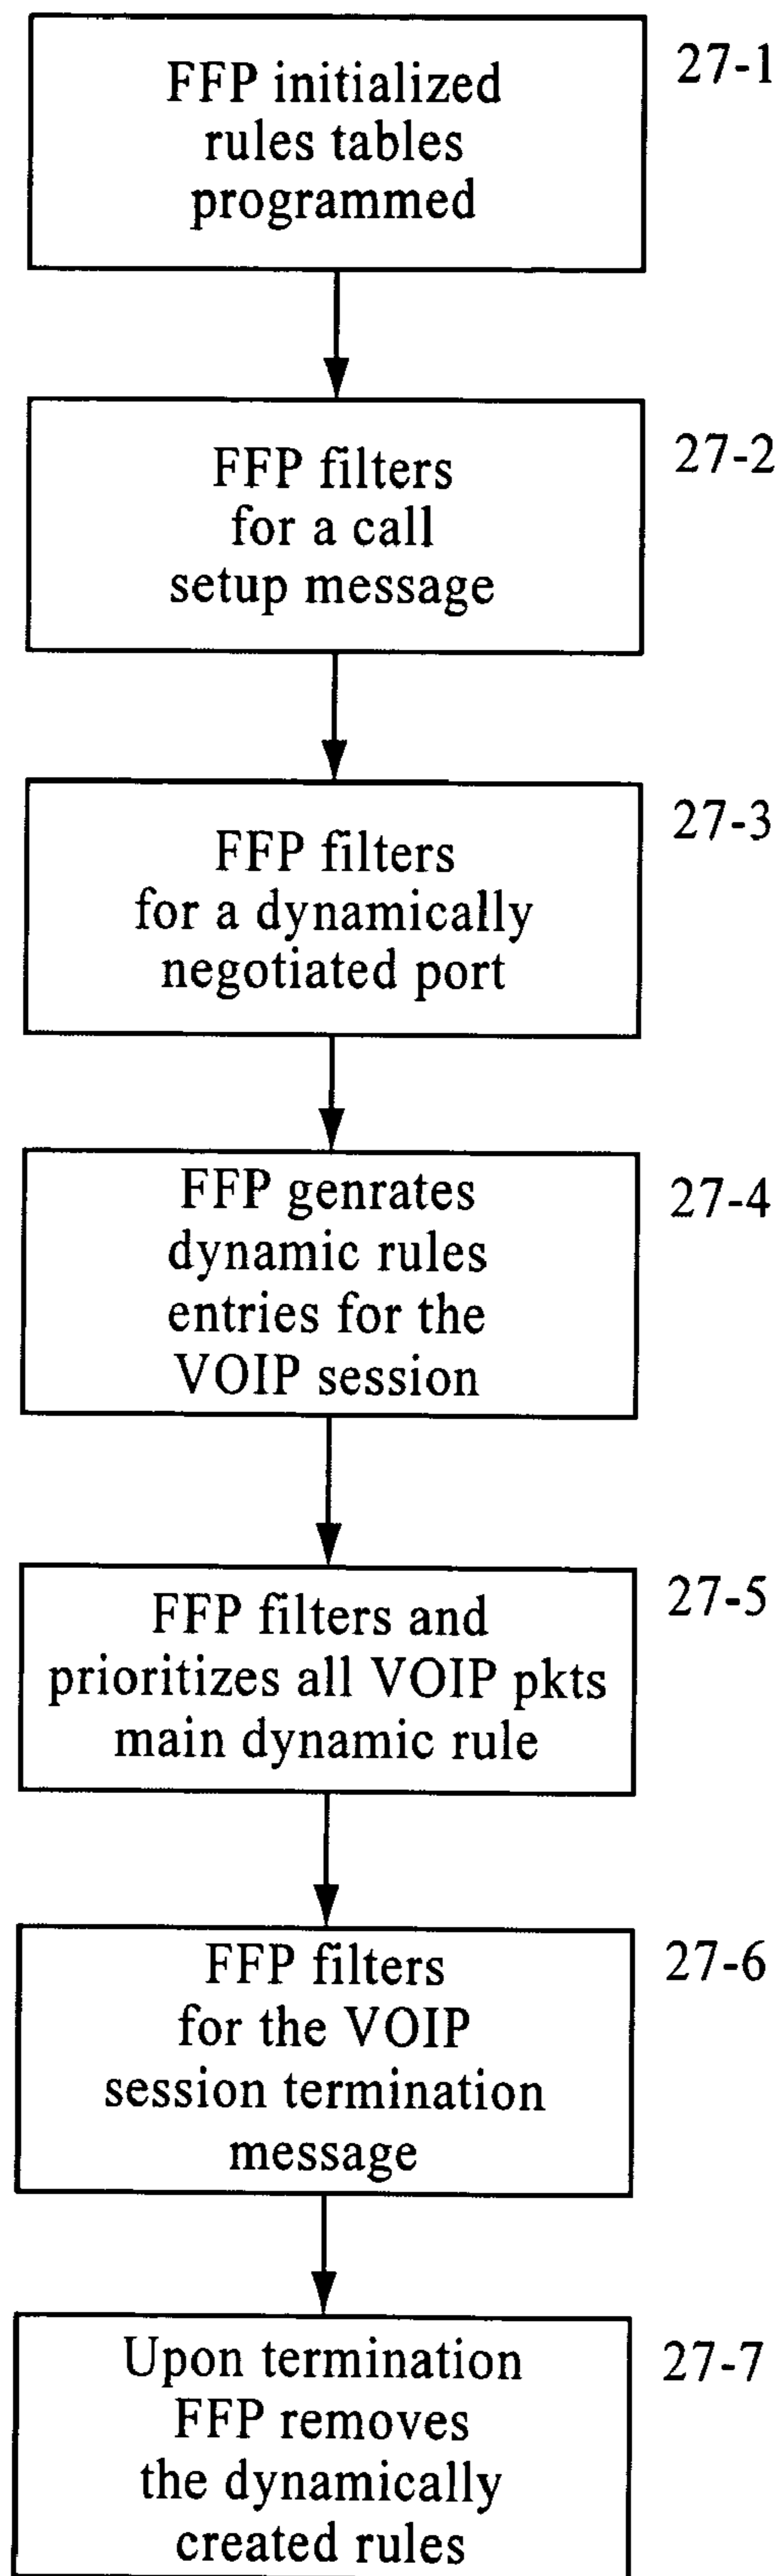 FFP initialized
rules tables
programmed
27-1
FFP filters
for a call
setup message
27-2
FFP filters
for a dynamically
negotiated port
27-3
FFP genrates
dynamic rules
entries for the
VOIP session
27-4
FFP filters and
prioritizes all VOIP pkts
main dynamic rule
27-5
FFP filters
for the VOIP
session termination
message
27-6
Upon termination
FFP removes
the dynamically
created rules
27-7